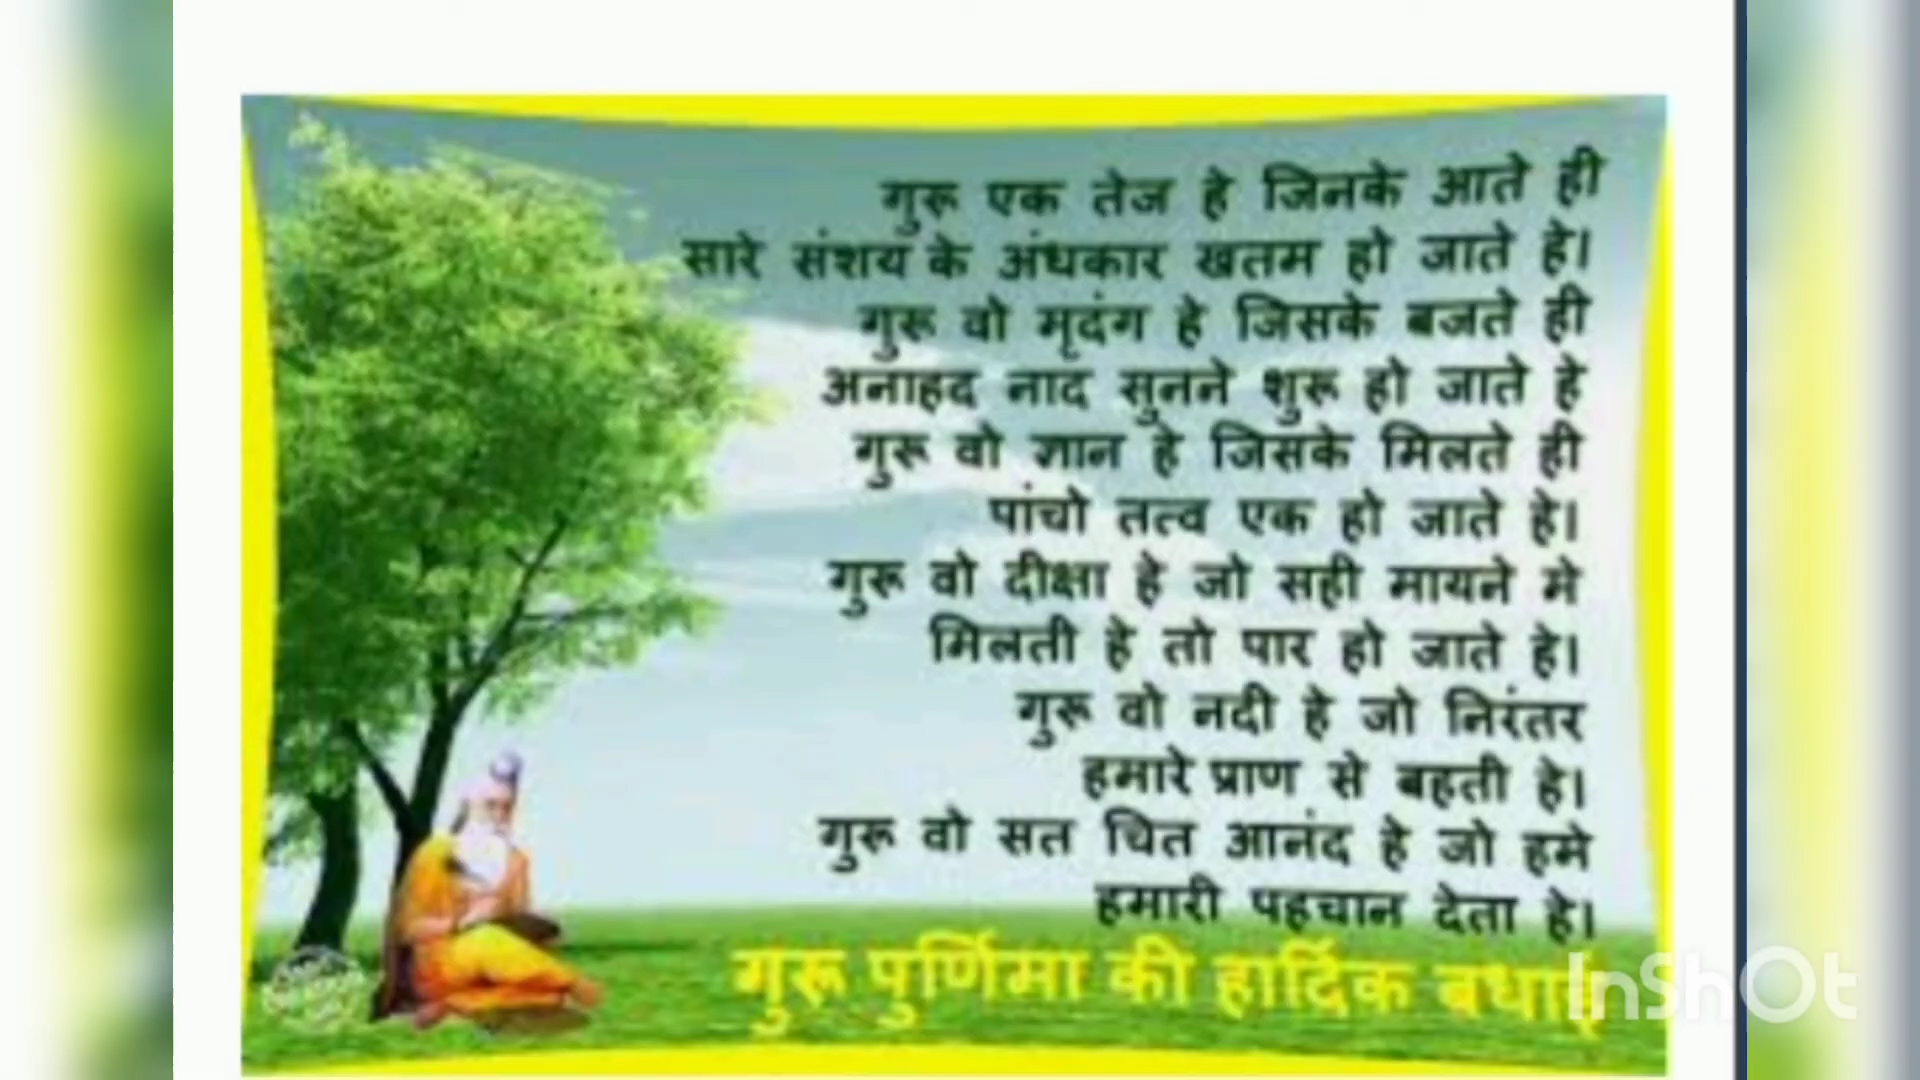 गुरू एक तेज हे जिनके आते ही
सारे संशय के अंधकार खतम हो जाते हे।
गुरू वो मृदंग हे जिसके बजते ही
अनाहद नाद सुनने शुरू हो जाते हे
गुरू वो ज्ञान हे जिसके मिलते ही
पांचो तत्व एक हो जाते हे।
गुरू वो दीक्षा हे जो सही मायने मे
मिलती हे तो पार हो जाते हे।
गुरू वो नदी हे जो निरंतर
हमारे प्राण से बहती हे।
गुरू वो सत चित आनंद हे जो हमे
हमारी पहचान देता हे।
गुरू पुर्णिमा की हार्दिक बधाइ
InShOt